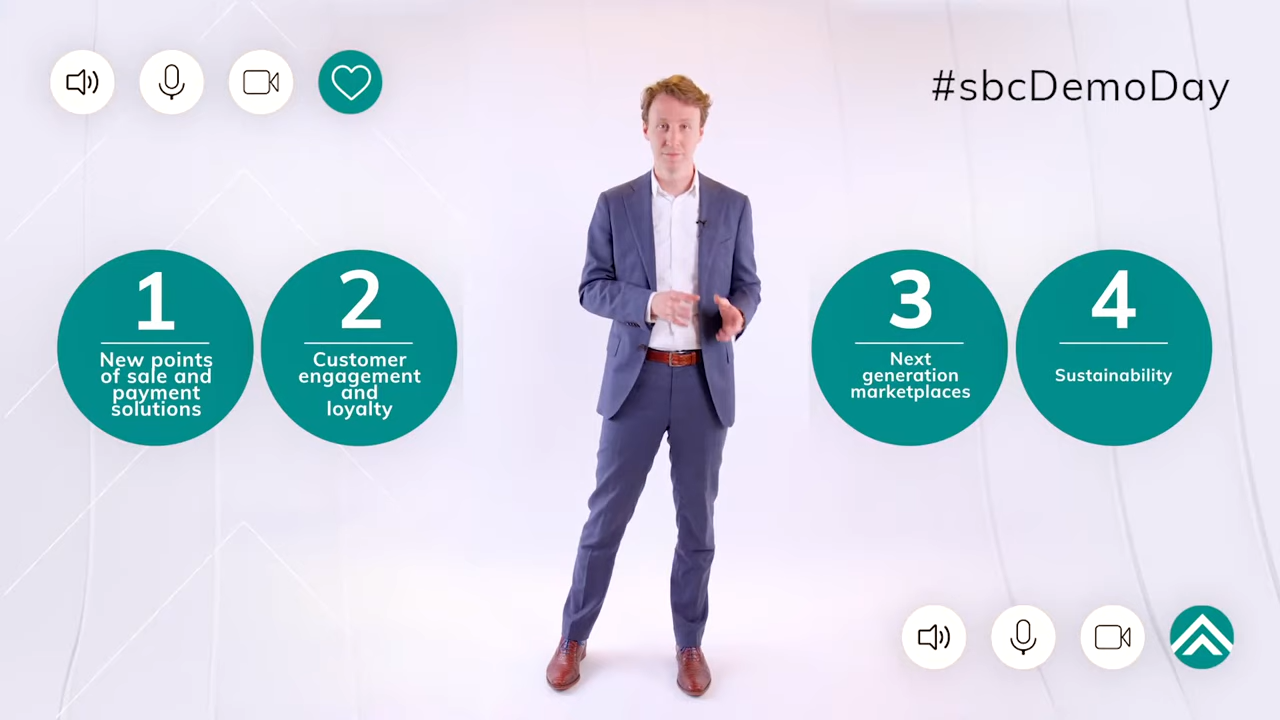 #sbcDemoDay
1
New points
of sale and
payment
solutions
2
Customer
engagement
and
loyalty
3
Next
generation
marketplaces
4
Sustainability